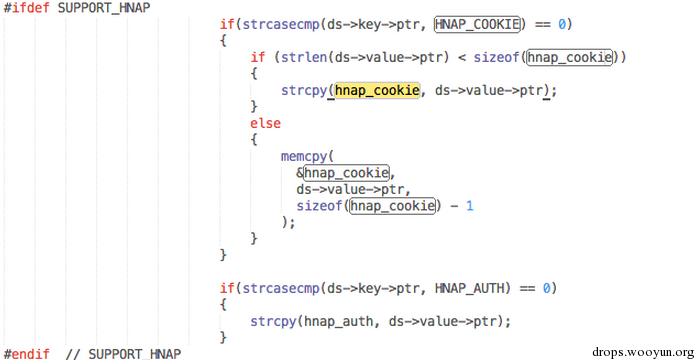 #ifdef SUPPORT_HNAP
if(strcasecmp(ds->key->ptr, HNAP_COOKIE) == 0)
{
if (strlen(ds->value->ptr) < sizeof(hnap_cookie))
{
strcpy(hnap_cookie, ds->value->ptr);
}
else
{
memcpy(
&hnap_cookie,
ds->value->ptr,
sizeof(hnap_cookie) - 1
);
}
}
if(strcasecmp(ds->key->ptr, HNAP_AUTH) == 0)
{
strcpy(hnap_auth, ds->value->ptr);
}
#endif // SUPPORT_HNAP
drops.wooyun.org